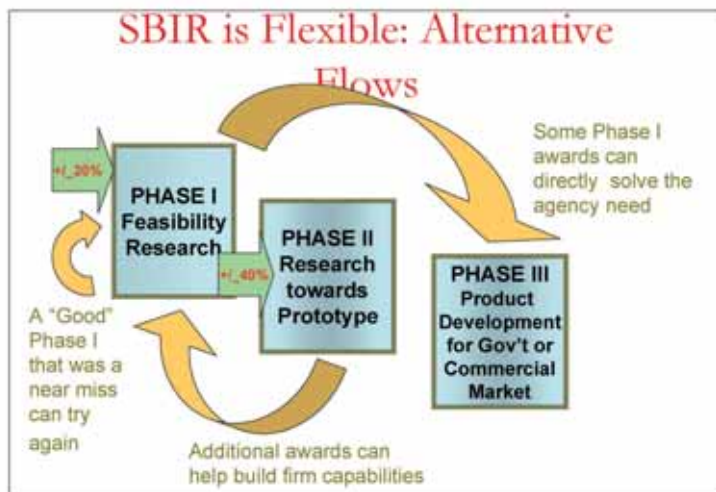 SBIR is Flexible: Alternative
Flows
Some Phase I
awards can
directly solve the
agency need
+/_20%
PHASE I
Feasibility
Research
+/_40%
PHASE II
Research
towards
Prototype
PHASE III
Product
Development
for Gov't or
Commercial
Market
A "Good"
Phase I
that was a
near miss
can try
again
Additional awards can
help build firm capabilities